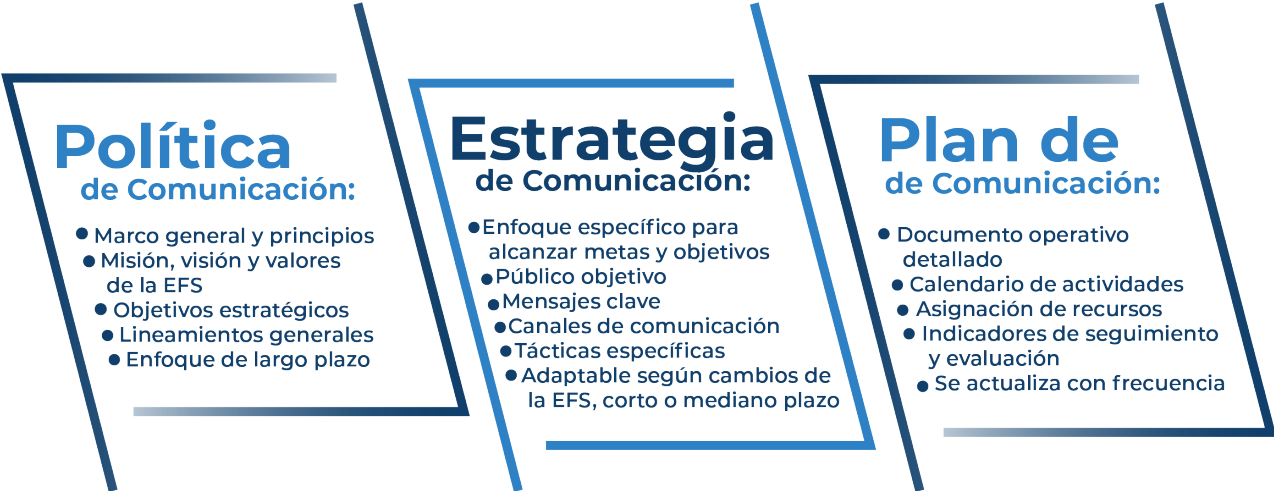 Política
de Comunicación:
● Marco general y principios
● Misión, visión y valores
de la EFS
● Objetivos estratégicos
● Lineamientos generales
● Enfoque de largo plazo
Estrategia
de Comunicación:
● Enfoque específico para
alcanzar metas y objetivos
● Público objetivo
● Mensajes clave
● Canales de comunicación
● Tácticas específicas
● Adaptable según cambios de
la EFS, corto o mediano plazo
Plan de
de Comunicación:
● Documento operativo
detallado
● Calendario de actividades
● Asignación de recursos
● Indicadores de seguimiento
y evaluación
● Se actualiza con frecuencia